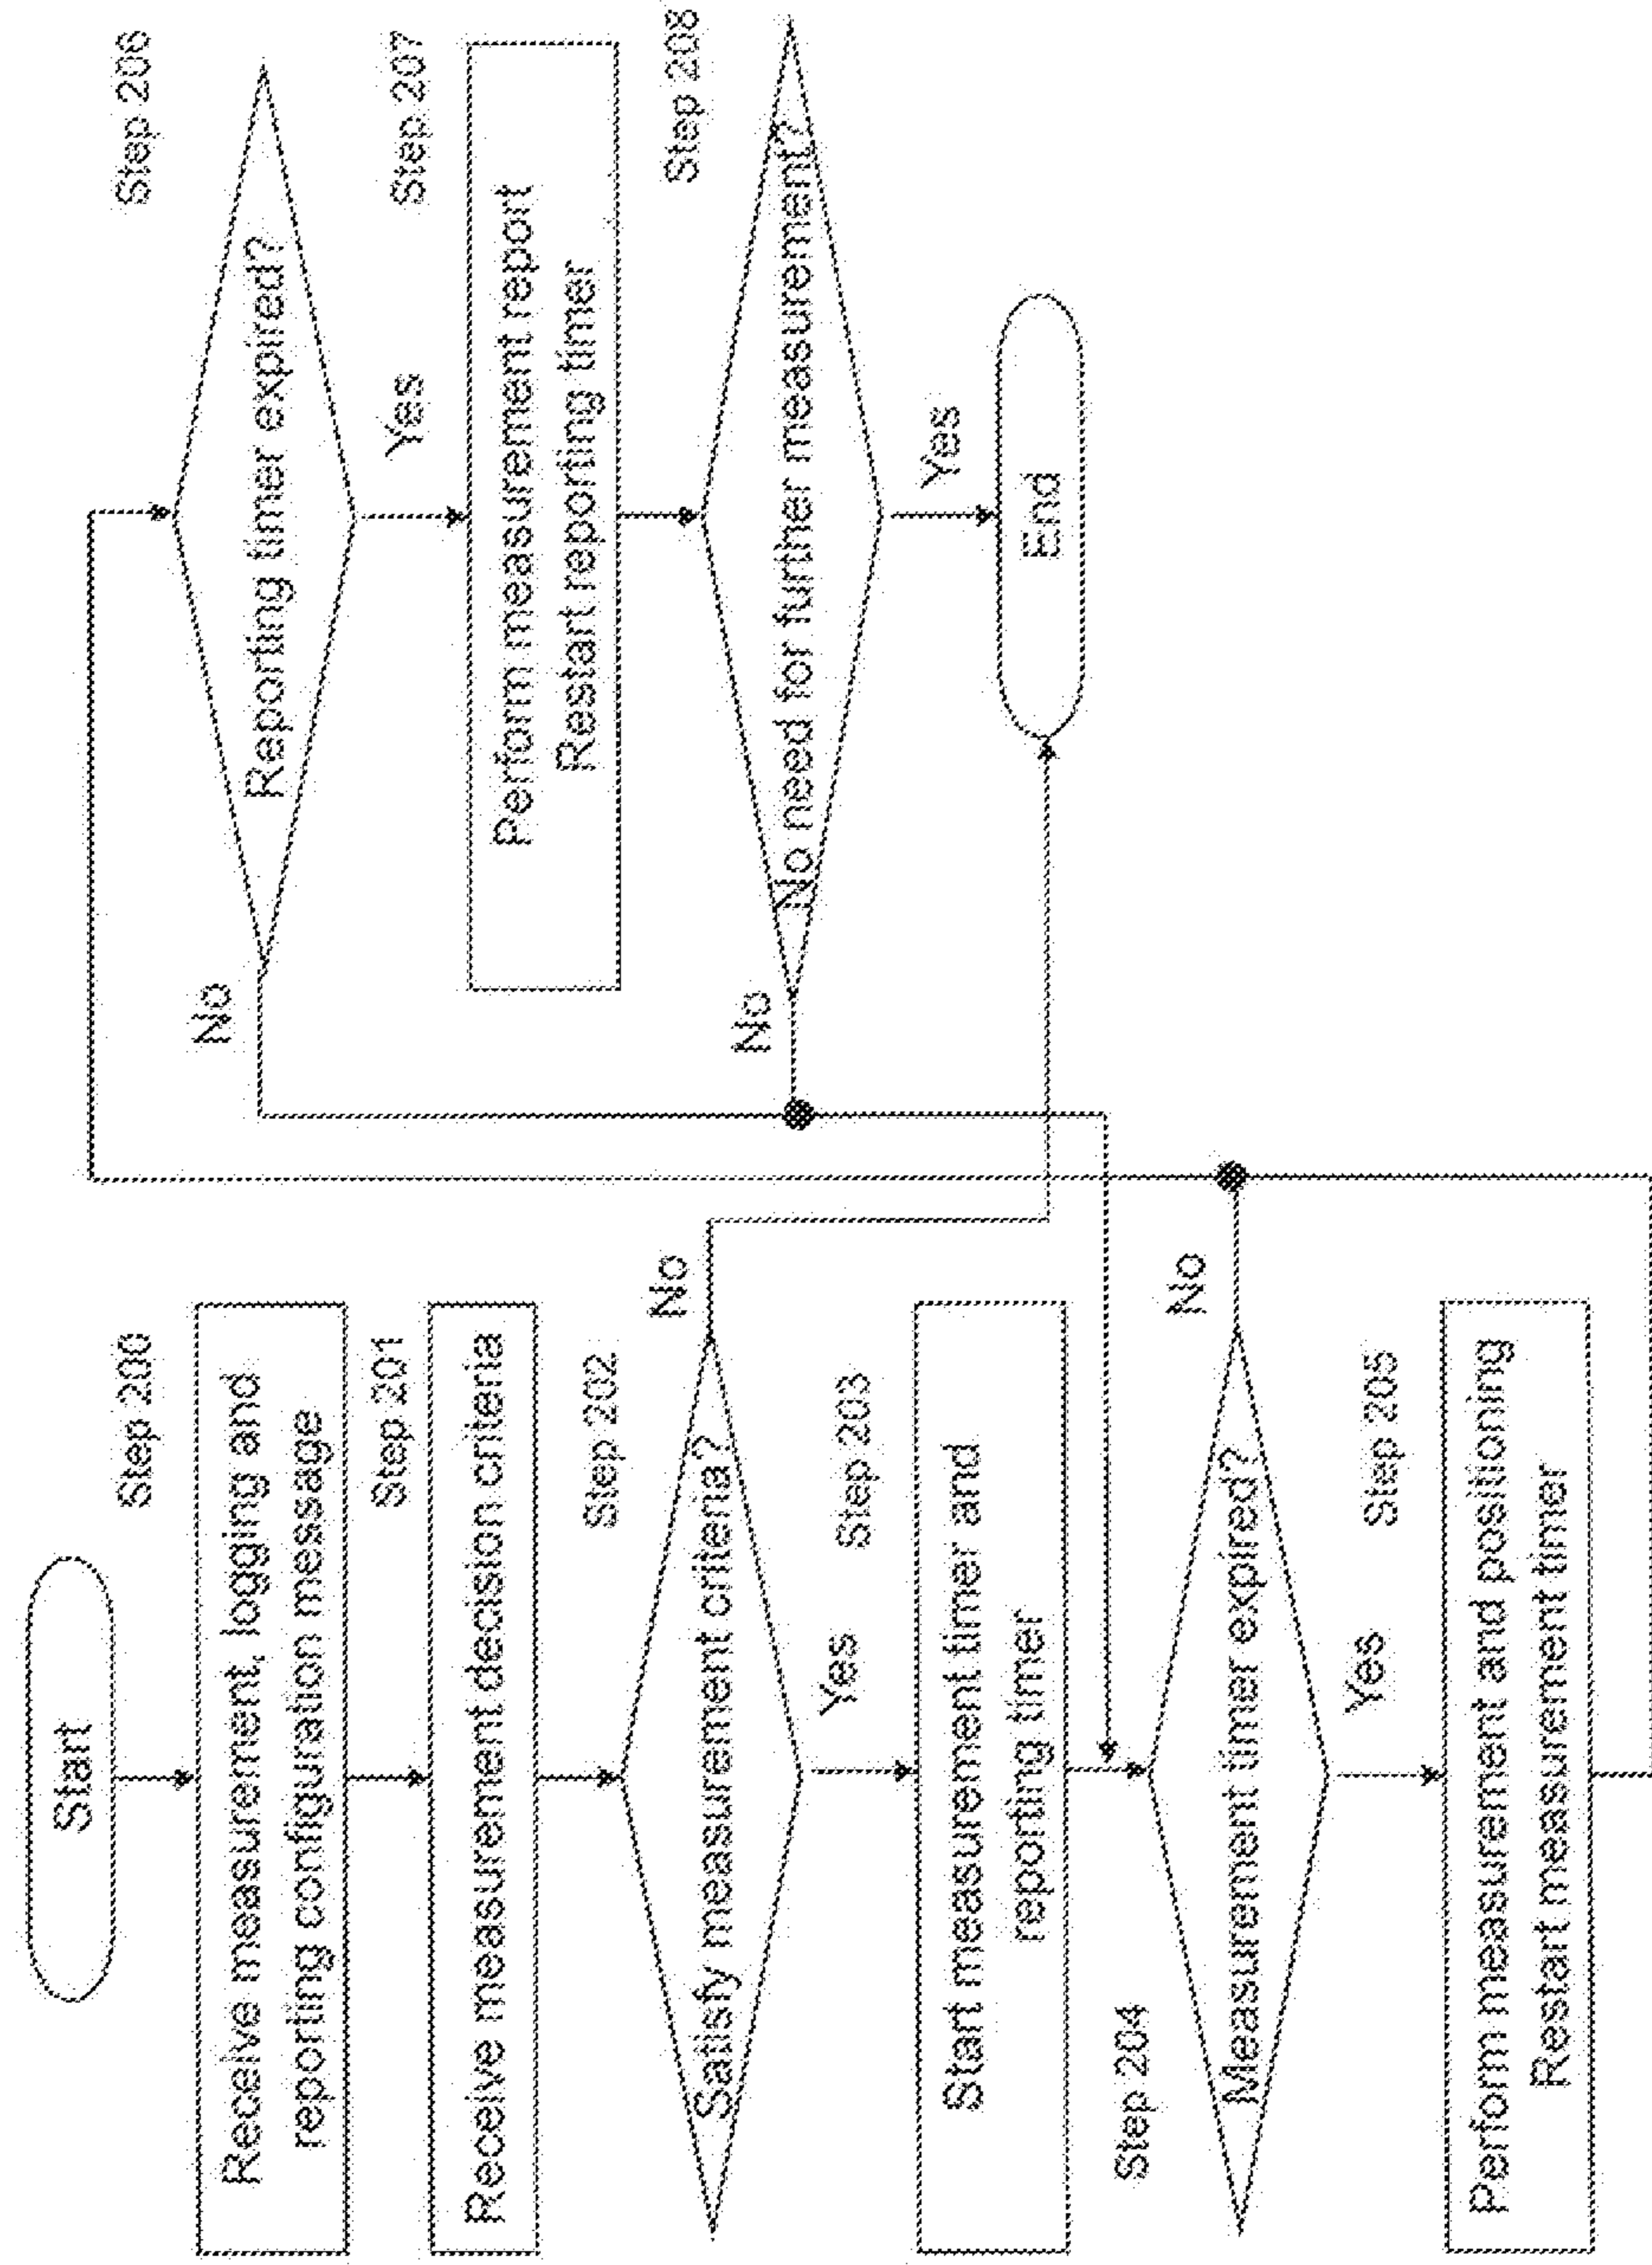 Start
Step 200
Receive measurement, logging and
reporting configuration message
Step 201
Receive measurement decision criteria
Step 202
Satisfy measurement criteria?
No
Yes
Step 203
Start measurement timer and
reporting timer
Step 204
Measurement timer expired?
No
Yes
Step 205
Perform measurement and positioning
Restart measurement timer
Step 206
Reporting timer expired?
No
Yes
Step 207
Perform measurement report
Restart reporting timer
Step 208
No need for further measurement?
No
Yes
End